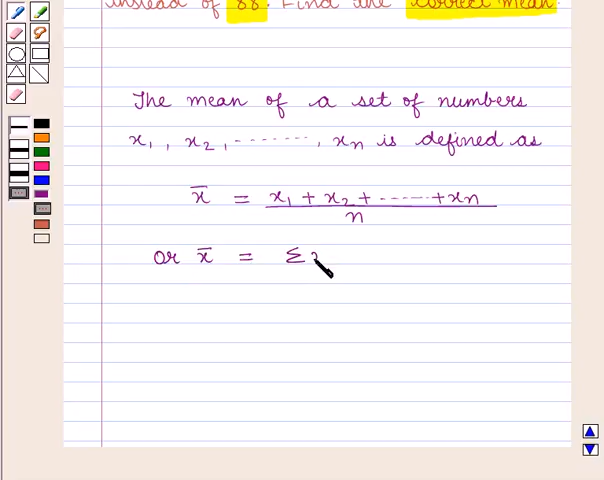 instead of 88. Find the correct mean.
The mean of a set of numbers
x₁, x₂, ........, xn is defined as
x̄ = x₁ + x₂ + ...... + xn
n
or x̄ = Σ